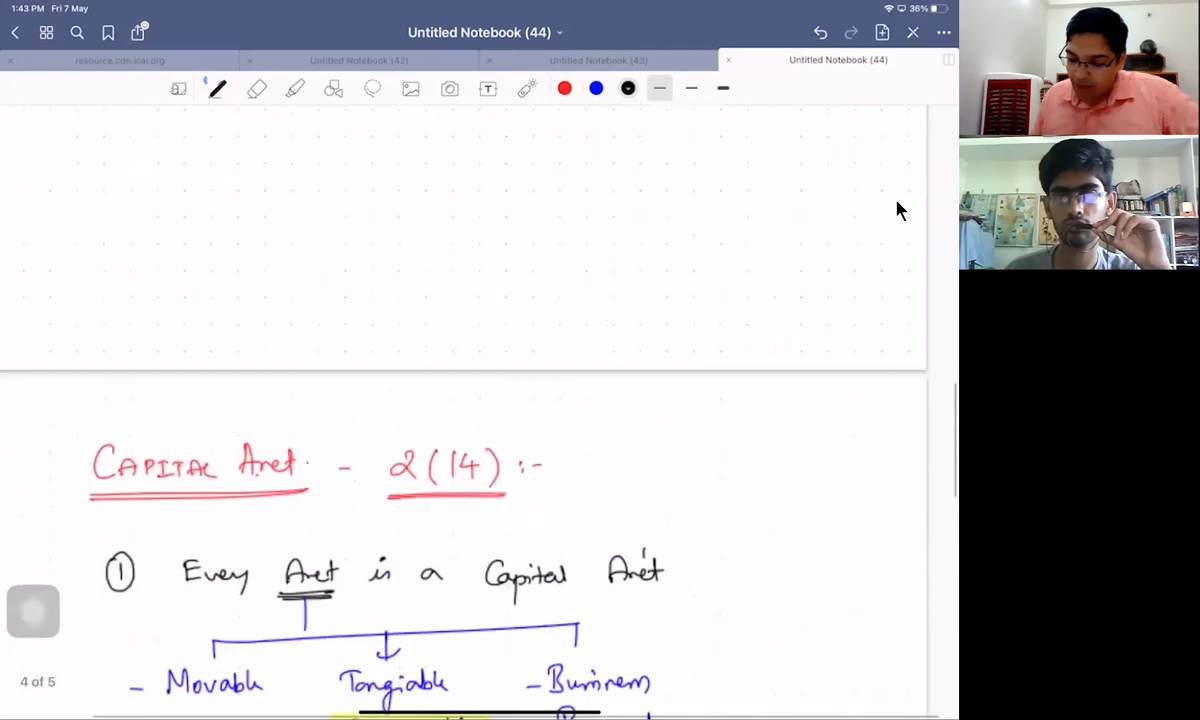 1:43 PM Fri 7 May
36%
Untitled Notebook (44)
resource.cdn.icai.org
Untitled Notebook (42)
Untitled Notebook (43)
Untitled Notebook (44)
T
CAPITAL Asset - 2(14) :-
① Every Asset is a Capital Asset
- Movable Tangiable - Business
4 of 5